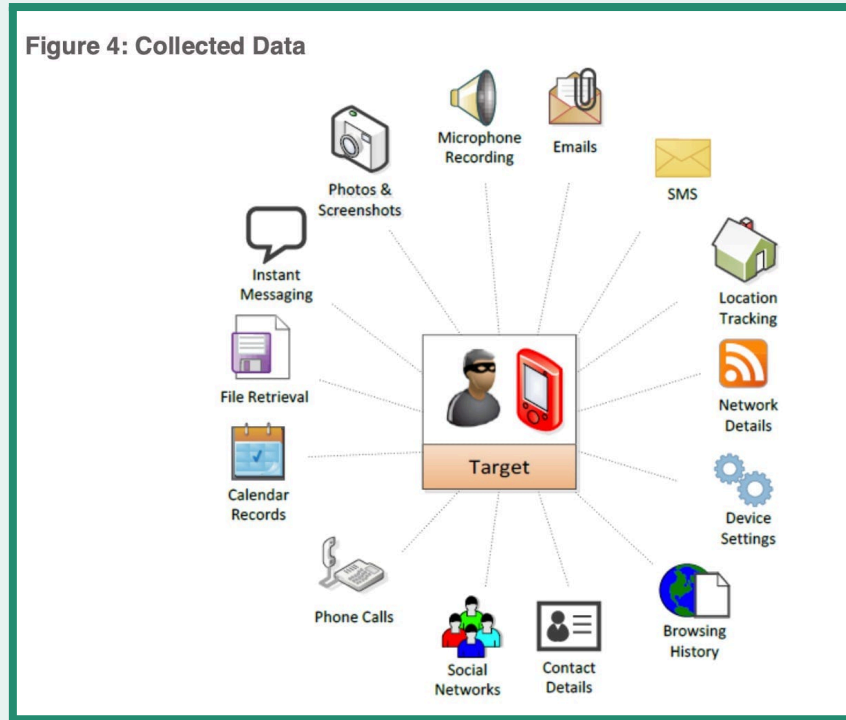 Figure 4: Collected Data
Microphone
Recording
Emails
SMS
Photos &
Screenshots
Instant
Messaging
Location
Tracking
File Retrieval
Network
Details
Target
Calendar
Records
Device
Settings
Phone Calls
Browsing
History
Social
Networks
Contact
Details